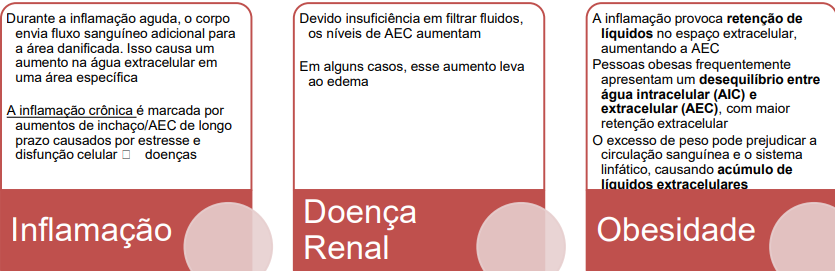 Durante a inflamação aguda, o corpo
envia fluxo sanguíneo adicional para
a área danificada. Isso causa um
aumento na água extracelular em
uma área específica
A inflamação crônica é marcada por
aumentos de inchaço/AEC de longo
prazo causados por estresse e
disfunção celular □ doenças
Inflamação
Devido insuficiência em filtrar fluidos,
os níveis de AEC aumentam
Em alguns casos, esse aumento leva
ao edema
Doença
Renal
A inflamação provoca retenção de
líquidos no espaço extracelular,
aumentando a AEC
Pessoas obesas frequentemente
apresentam um desequilíbrio entre
água intracelular (AIC) e
extracelular (AEC), com maior
retenção extracelular
O excesso de peso pode prejudicar a
circulação sanguínea e o sistema
linfático, causando acúmulo de
líquidos extracelulares
Obesidade